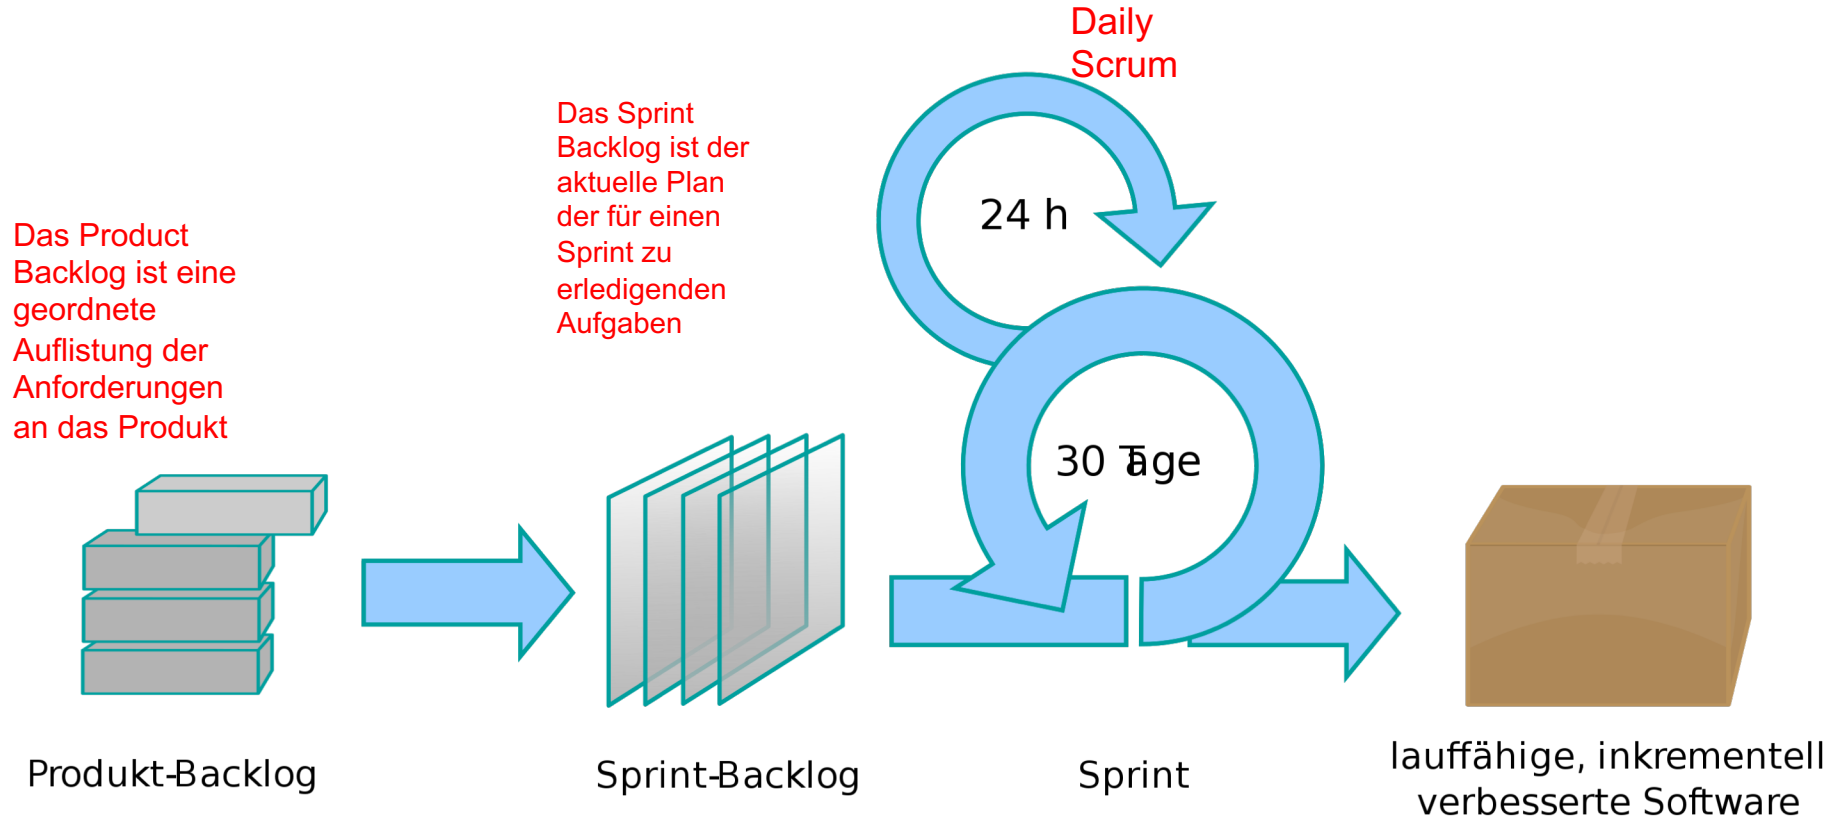 Daily
Scrum
Das Sprint
Backlog ist der
aktuelle Plan
der für einen
Sprint zu
erledigenden
Aufgaben
24 h
Das Product
Backlog ist eine
geordnete
Auflistung der
Anforderungen
an das Produkt
30 Tage
Produkt-Backlog
Sprint-Backlog
Sprint
lauffähige, inkrementell
verbesserte Software